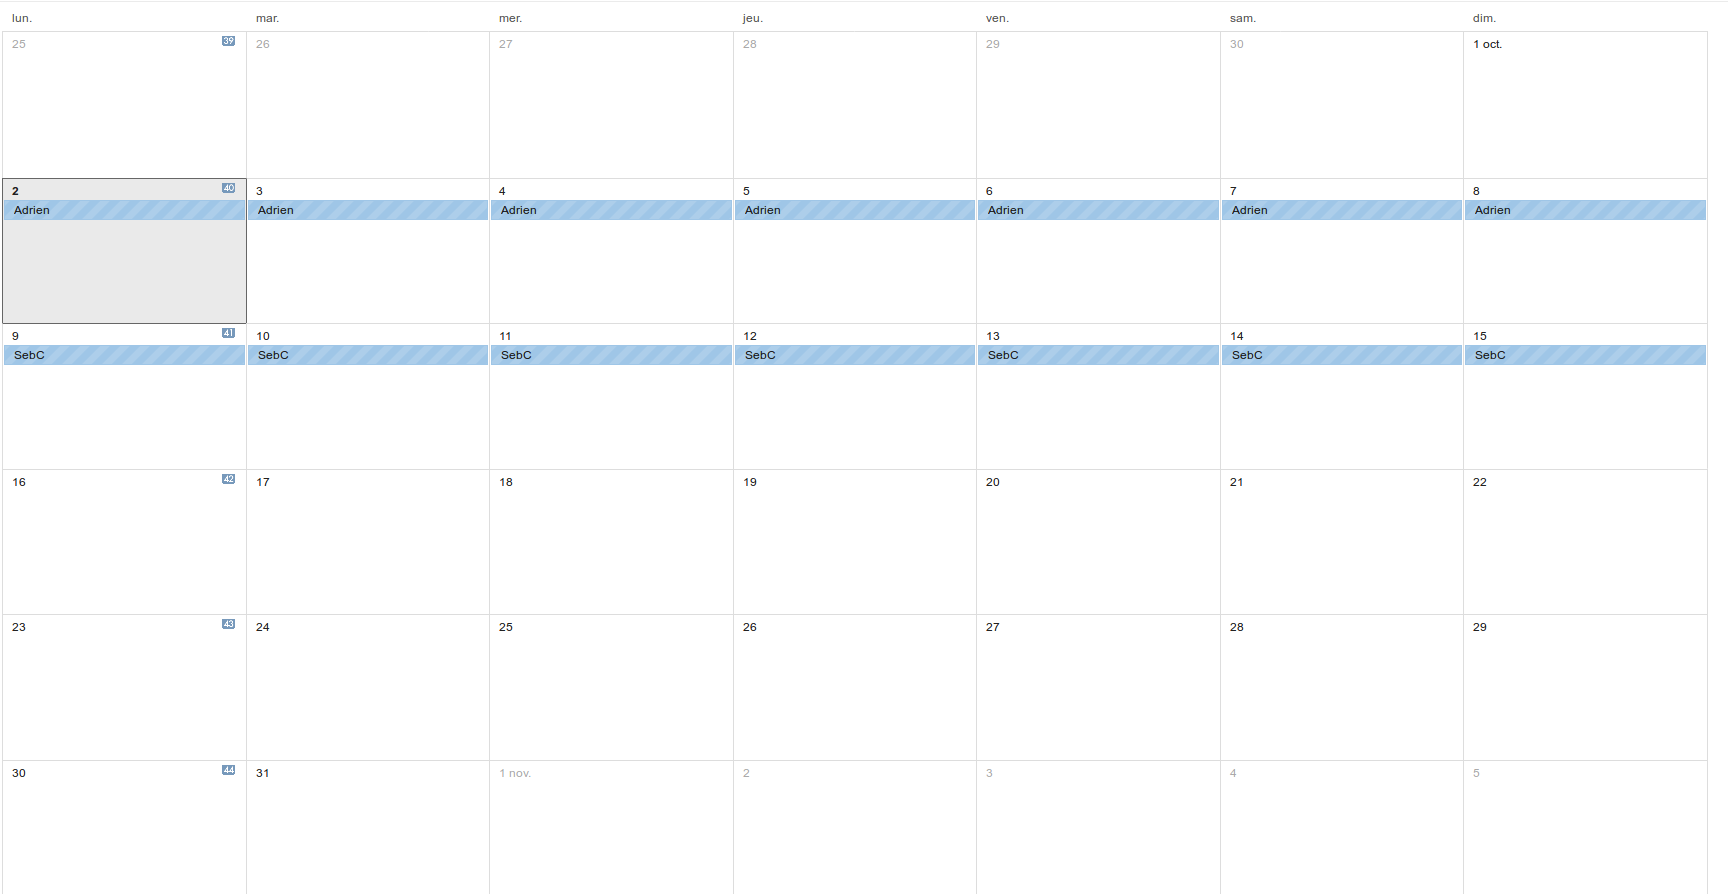 lun. mar. mer. jeu. ven. sam. dim.
25 39 26 27 28 29 30 1 oct.
2 40 3 4 5 6 7 8
Adrien Adrien Adrien Adrien Adrien Adrien Adrien
9 41 10 11 12 13 14 15
SebC SebC SebC SebC SebC SebC SebC
16 42 17 18 19 20 21 22
23 43 24 25 26 27 28 29
30 44 31 1 nov. 2 3 4 5